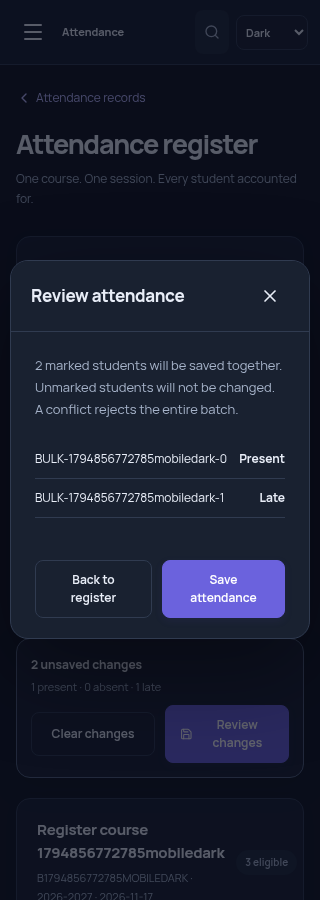 Attendance
Dark
Attendance records
Attendance register
One course. One session. Every student accounted
for.
Review attendance
2 marked students will be saved together.
Unmarked students will not be changed.
A conflict rejects the entire batch.
BULK-1794856772785mobiledark-0 Present
BULK-1794856772785mobiledark-1 Late
Back to
register
Save
attendance
2 unsaved changes
1 present · 0 absent · 1 late
Clear changes
Review
changes
Register course
1794856772785mobiledark
3 eligible
B1794856772785MOBILEDARK ·
2026-2027 · 2026-11-17